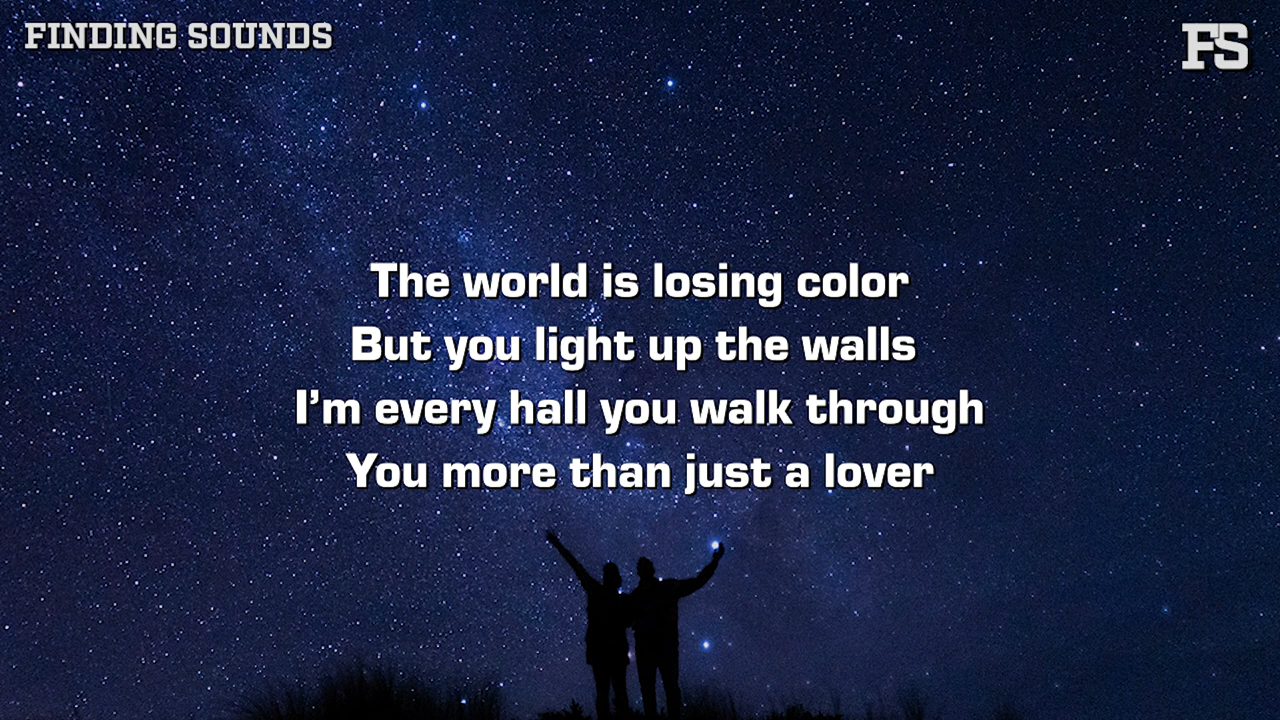 FINDING SOUNDS
FS
The world is losing color
But you light up the walls
I’m every hall you walk through
You more than just a lover